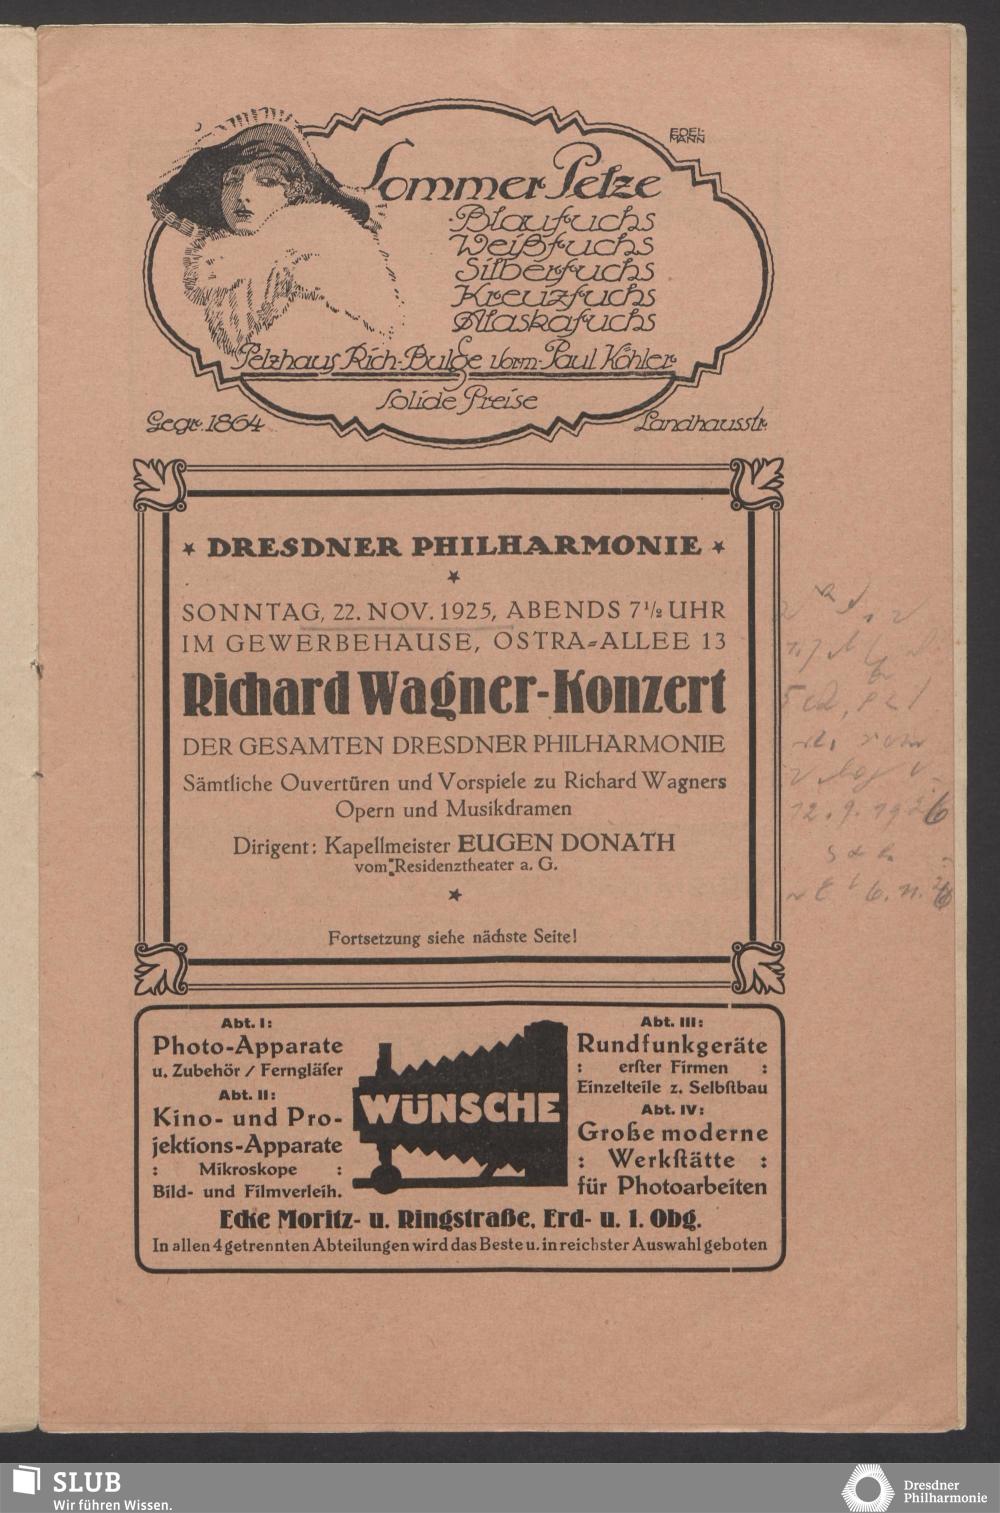 EDEL-
MANN
Sommer Pelze
Blaufuchs
Weißfuchs
Silberfuchs
Kreuzfuchs
Alaskafuchs
Pelzhaus Rich-Bulge vorm-Paul Köhler
Solide Preise
Gegr. 1864
Landhausstr.
DRESDNER PHILHARMONIE
SONNTAG, 22. NOV. 1925, ABENDS 7½ UHR
IM GEWERBEHAUSE, OSTRA=ALLEE 13
Richard Wagner-Konzert
DER GESAMTEN DRESDNER PHILHARMONIE
Sämtliche Ouvertüren und Vorspiele zu Richard Wagners
Opern und Musikdramen
Dirigent: Kapellmeister EUGEN DONATH
vom Residenztheater a. G.
Fortsetzung siehe nächste Seite!
12. 9. 1926
Abt. I:
Photo-Apparate
u. Zubehör / Ferngläser
Abt. II:
Kino- und Pro-
jektions-Apparate
: Mikroskope :
Bild- und Filmverleih.
WÜNSCHE
Abt. III:
Rundfunkgeräte
: erster Firmen :
Einzelteile z. Selbstbau
Abt. IV:
Große moderne
: Werkstätte :
für Photoarbeiten
Ecke Moritz- u. Ringstraße, Erd- u. 1. Obg.
In allen 4 getrennten Abteilungen wird das Beste u. in reichster Auswahl geboten
SLUB
Wir führen Wissen.
Dresdner
Philharmonie